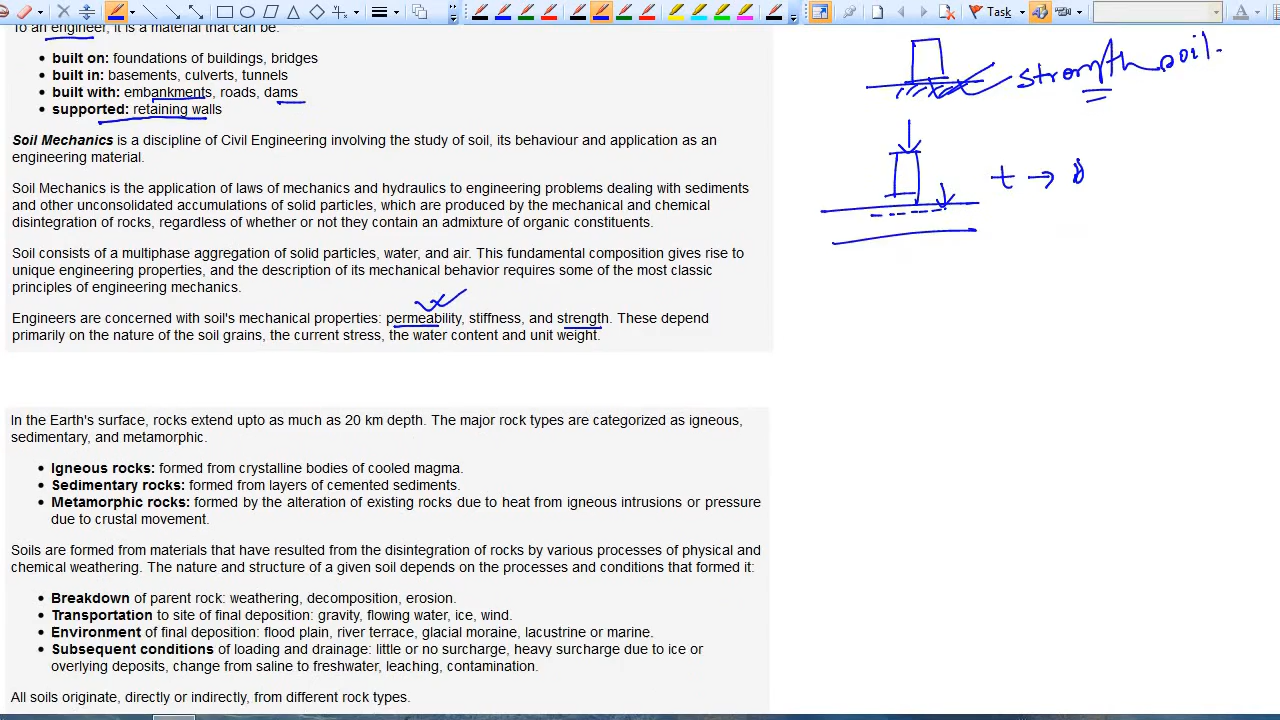 Task
To an engineer, it is a material that can be:
• built on: foundations of buildings, bridges
• built in: basements, culverts, tunnels
• built with: embankments, roads, dams
• supported: retaining walls
Soil Mechanics is a discipline of Civil Engineering involving the study of soil, its behaviour and application as an
engineering material.
Soil Mechanics is the application of laws of mechanics and hydraulics to engineering problems dealing with sediments
and other unconsolidated accumulations of solid particles, which are produced by the mechanical and chemical
disintegration of rocks, regardless of whether or not they contain an admixture of organic constituents.
Soil consists of a multiphase aggregation of solid particles, water, and air. This fundamental composition gives rise to
unique engineering properties, and the description of its mechanical behavior requires some of the most classic
principles of engineering mechanics.
Engineers are concerned with soil's mechanical properties: permeability, stiffness, and strength. These depend
primarily on the nature of the soil grains, the current stress, the water content and unit weight.
In the Earth's surface, rocks extend upto as much as 20 km depth. The major rock types are categorized as igneous,
sedimentary, and metamorphic.
• Igneous rocks: formed from crystalline bodies of cooled magma.
• Sedimentary rocks: formed from layers of cemented sediments.
• Metamorphic rocks: formed by the alteration of existing rocks due to heat from igneous intrusions or pressure
due to crustal movement.
Soils are formed from materials that have resulted from the disintegration of rocks by various processes of physical and
chemical weathering. The nature and structure of a given soil depends on the processes and conditions that formed it:
• Breakdown of parent rock: weathering, decomposition, erosion.
• Transportation to site of final deposition: gravity, flowing water, ice, wind.
• Environment of final deposition: flood plain, river terrace, glacial moraine, lacustrine or marine.
• Subsequent conditions of loading and drainage: little or no surcharge, heavy surcharge due to ice or
overlying deposits, change from saline to freshwater, leaching, contamination.
All soils originate, directly or indirectly, from different rock types.
strength soil.
t →